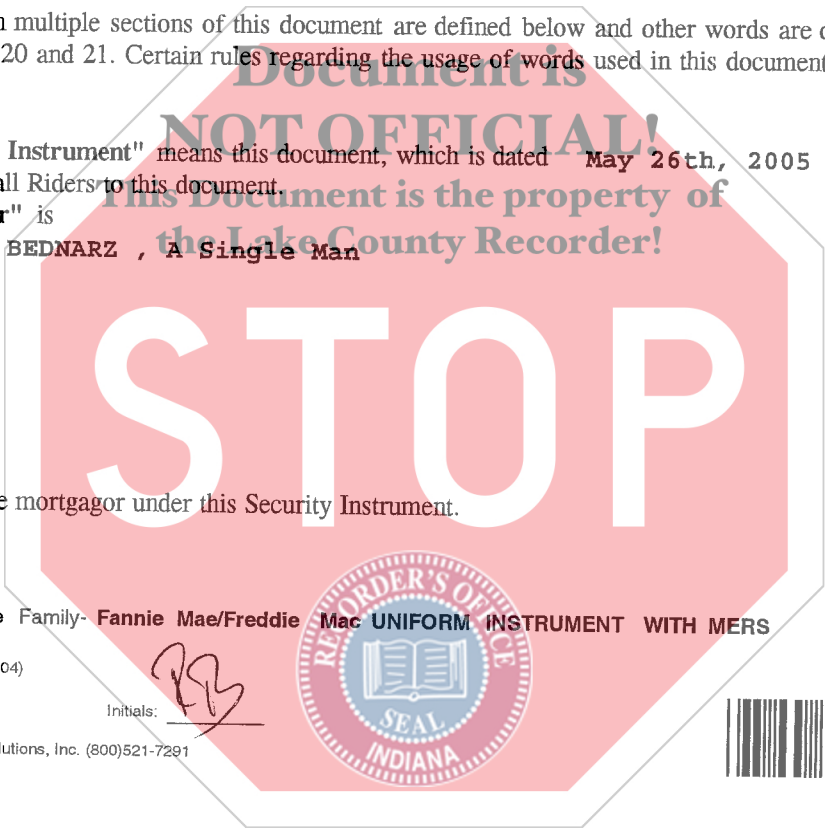 multiple sections of this document are defined below and other words are
20 and 21. Certain rules regarding the usage of words used in this document
Document is
NOT OFFICIAL!
Instrument" means this document, which is dated May 26th, 2005
all Riders to this document.
This Document is the property of
r" is
the Lake County Recorder!
BEDNARZ , A Single Man
STOP
mortgagor under this Security Instrument.
RECORDER'S OFFICE
SEAL
INDIANA
Family- Fannie Mae/Freddie Mac UNIFORM INSTRUMENT WITH MERS
04)
Initials: RB
lutions, Inc. (800)521-7291